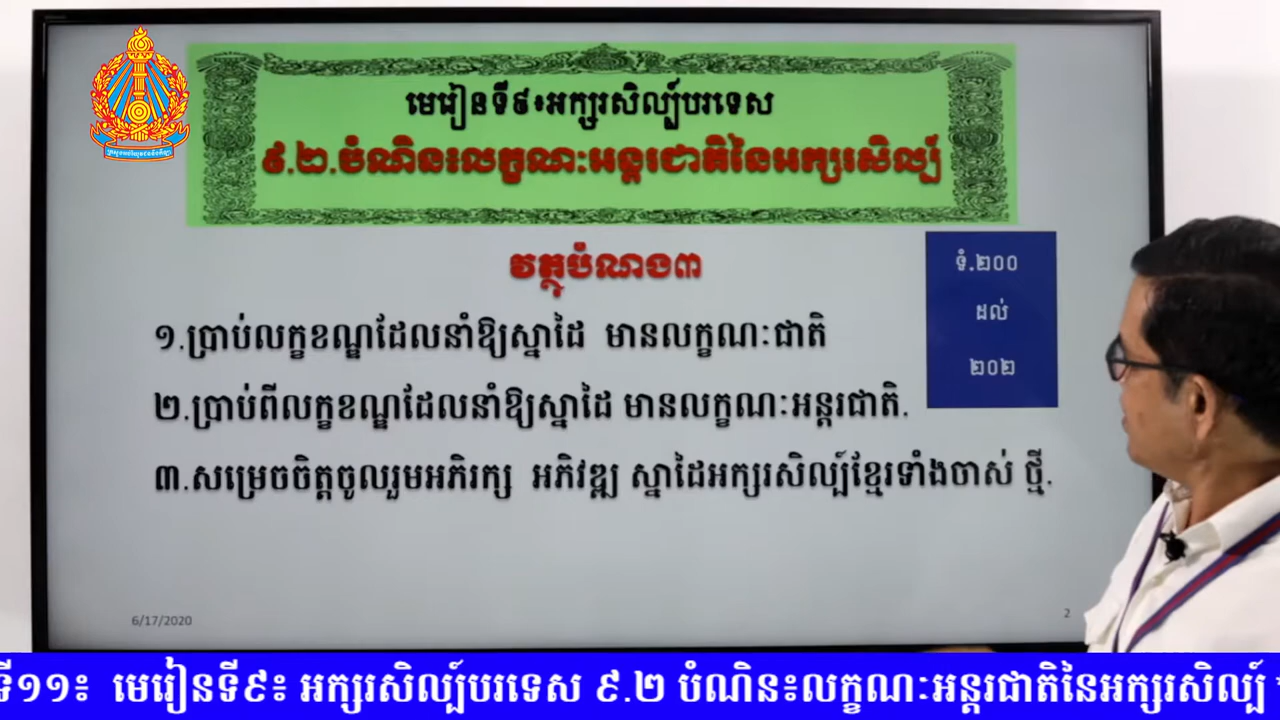 មេរៀនទី៩៖អក្សរសិល្ប៍បរទេស
៩.២.ចំណិន៖លក្ខណៈអន្តរជាតិនៃអក្សរសិល្ប៍
វត្ថុបំណង៣
ទំ.២០០
ដល់
២០២
១.ប្រាប់លក្ខខណ្ឌដែលនាំឱ្យស្នាដៃ មានលក្ខណៈជាតិ
២.ប្រាប់ពីលក្ខខណ្ឌដែលនាំឱ្យស្នាដៃ មានលក្ខណៈអន្តរជាតិ.
៣.សម្រេចចិត្តចូលរួមអភិរក្ស អភិវឌ្ឍ ស្នាដៃអក្សរសិល្ប៍ខ្មែរទាំងចាស់ ថ្មី.
6/17/2020
2
ទី១១៖ មេរៀនទី៩៖ អក្សរសិល្ប៍បរទេស ៩.២ បំណិន៖លក្ខណៈអន្តរជាតិនៃអក្សរសិល្ប៍